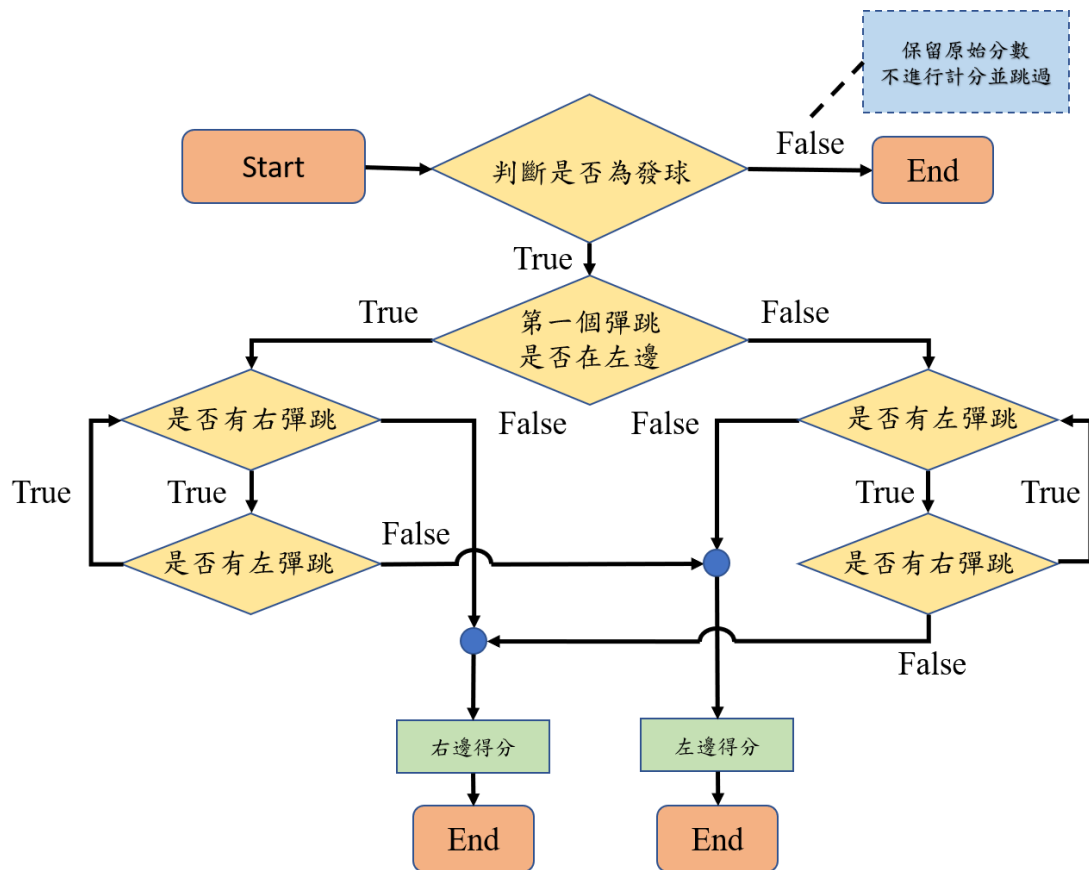 保留原始分數
不進行計分並跳過
Start
判斷是否為發球
False
End
True
True
第一個彈跳
是否在左邊
False
是否有右彈跳
False
False
是否有左彈跳
True
True
True
True
是否有左彈跳
False
是否有右彈跳
False
右邊得分
左邊得分
End
End